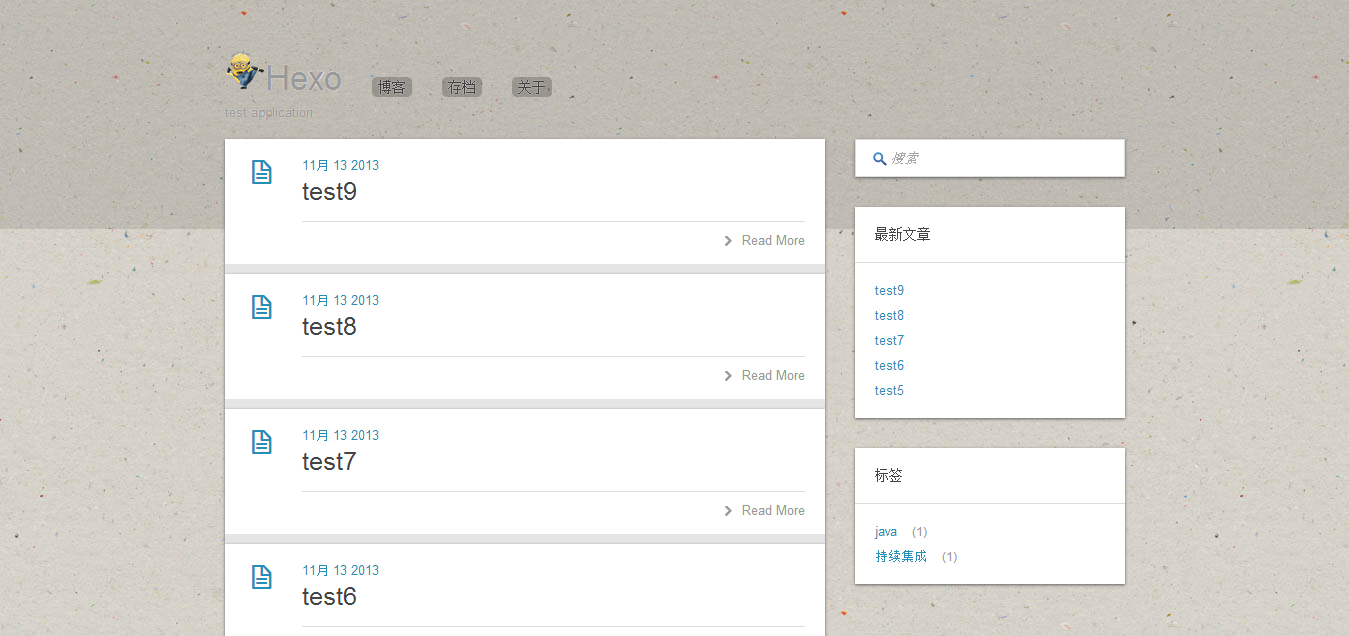 Hexo
博客
存档
关于
test application
11月 13 2013
test9
Read More
11月 13 2013
test8
Read More
11月 13 2013
test7
Read More
11月 13 2013
test6
搜索
最新文章
test9
test8
test7
test6
test5
标签
java (1)
持续集成 (1)